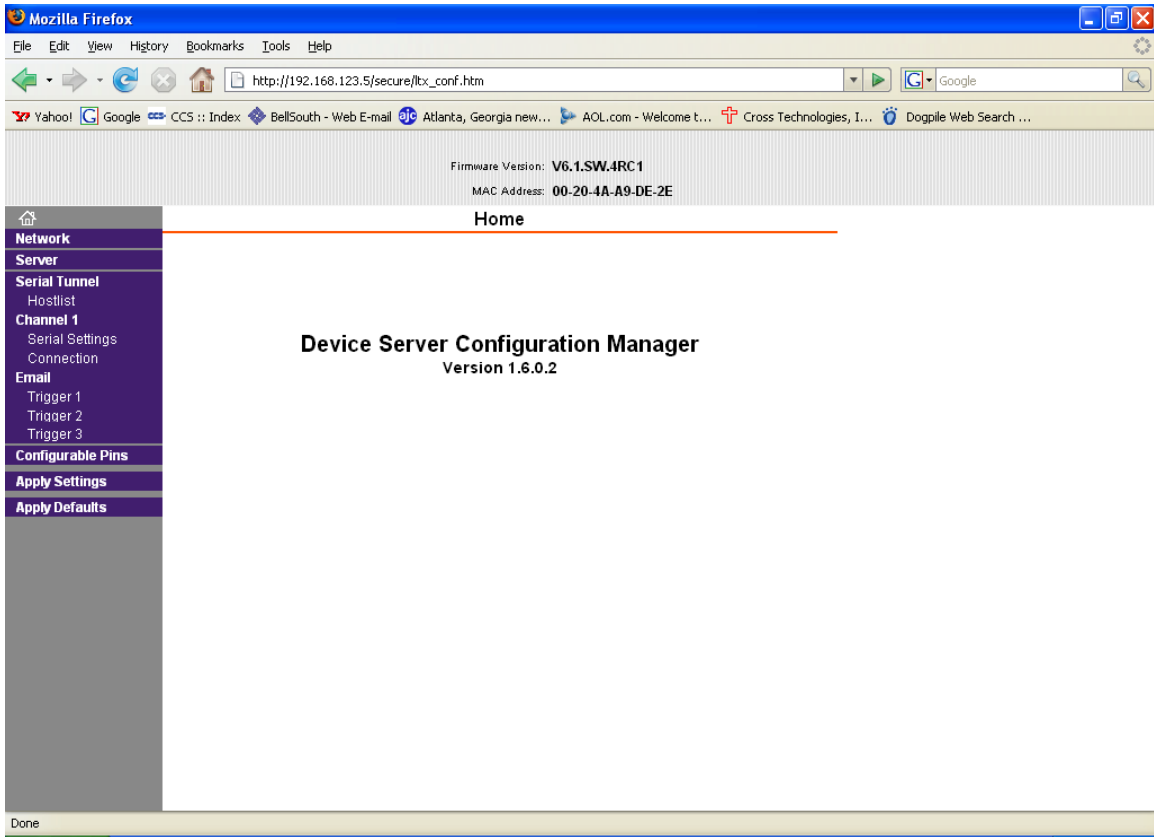 Mozilla Firefox
File Edit View History Bookmarks Tools Help
http://192.168.123.5/secure/ltx_conf.htm
G Google
Yahoo! Google CCS :: Index BellSouth - Web E-mail ajc Atlanta, Georgia new... AOL.com - Welcome t... Cross Technologies, I... Dogpile Web Search ...
Firmware Version: V6.1.SW.4RC1
MAC Address: 00-20-4A-A9-DE-2E
Home
Network
Server
Serial Tunnel
Hostlist
Channel 1
Serial Settings
Connection
Email
Trigger 1
Trigger 2
Trigger 3
Configurable Pins
Apply Settings
Apply Defaults
Device Server Configuration Manager
Version 1.6.0.2
Done